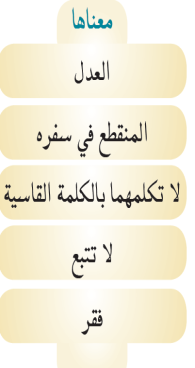 معناها
العدل
المنقطع في سفره
لا تكلمهما بالكلمة القاسية
لا تتبع
فقر